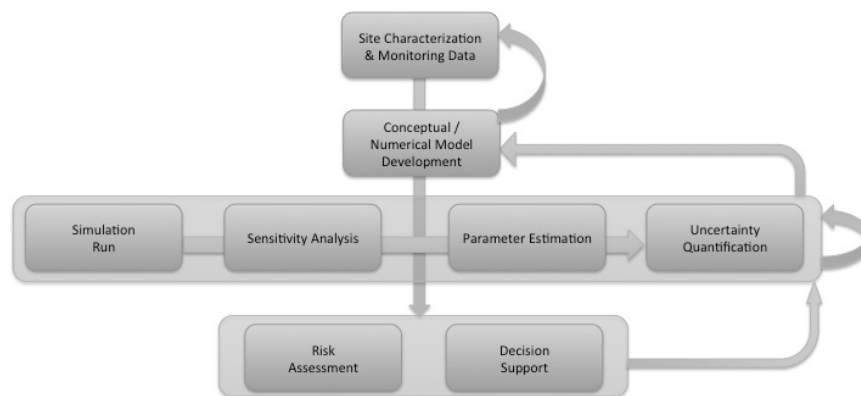 Site Characterization
& Monitoring Data
Conceptual /
Numerical Model
Development
Simulation
Run
Sensitivity Analysis
Parameter Estimation
Uncertainty
Quantification
Risk
Assessment
Decision
Support